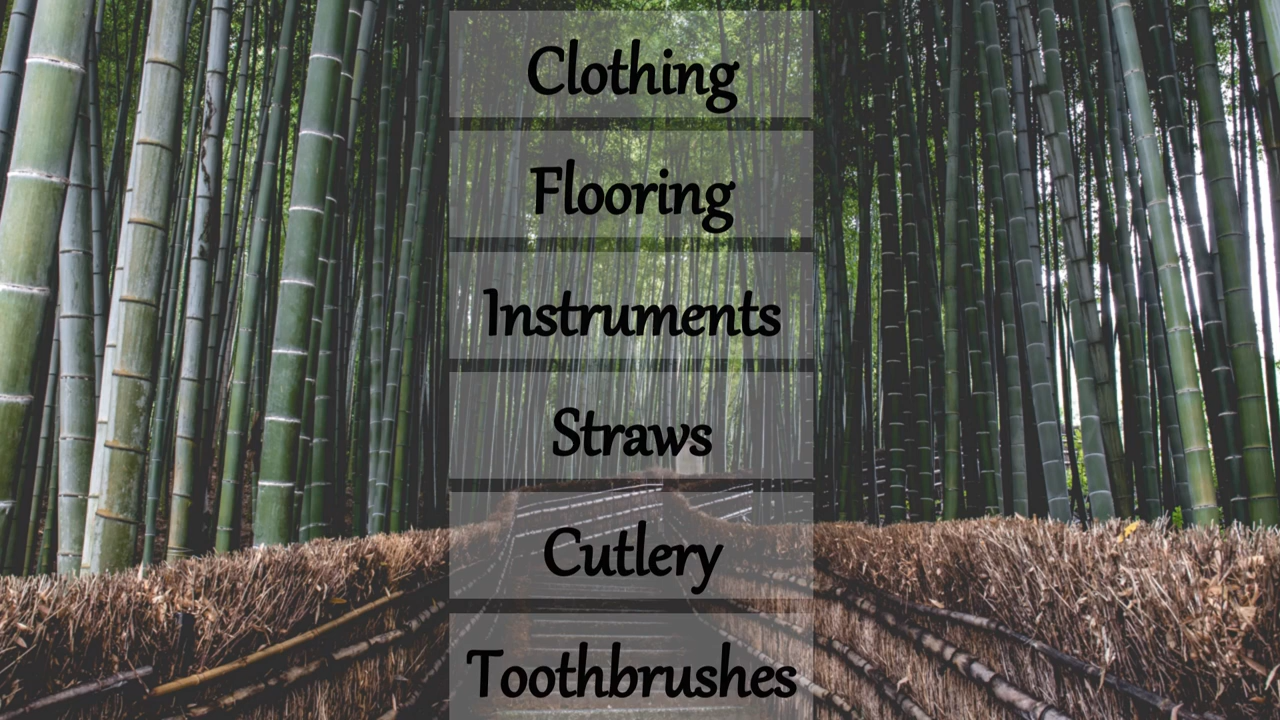 Clothing
Flooring
Instruments
Straws
Cutlery
Toothbrushes